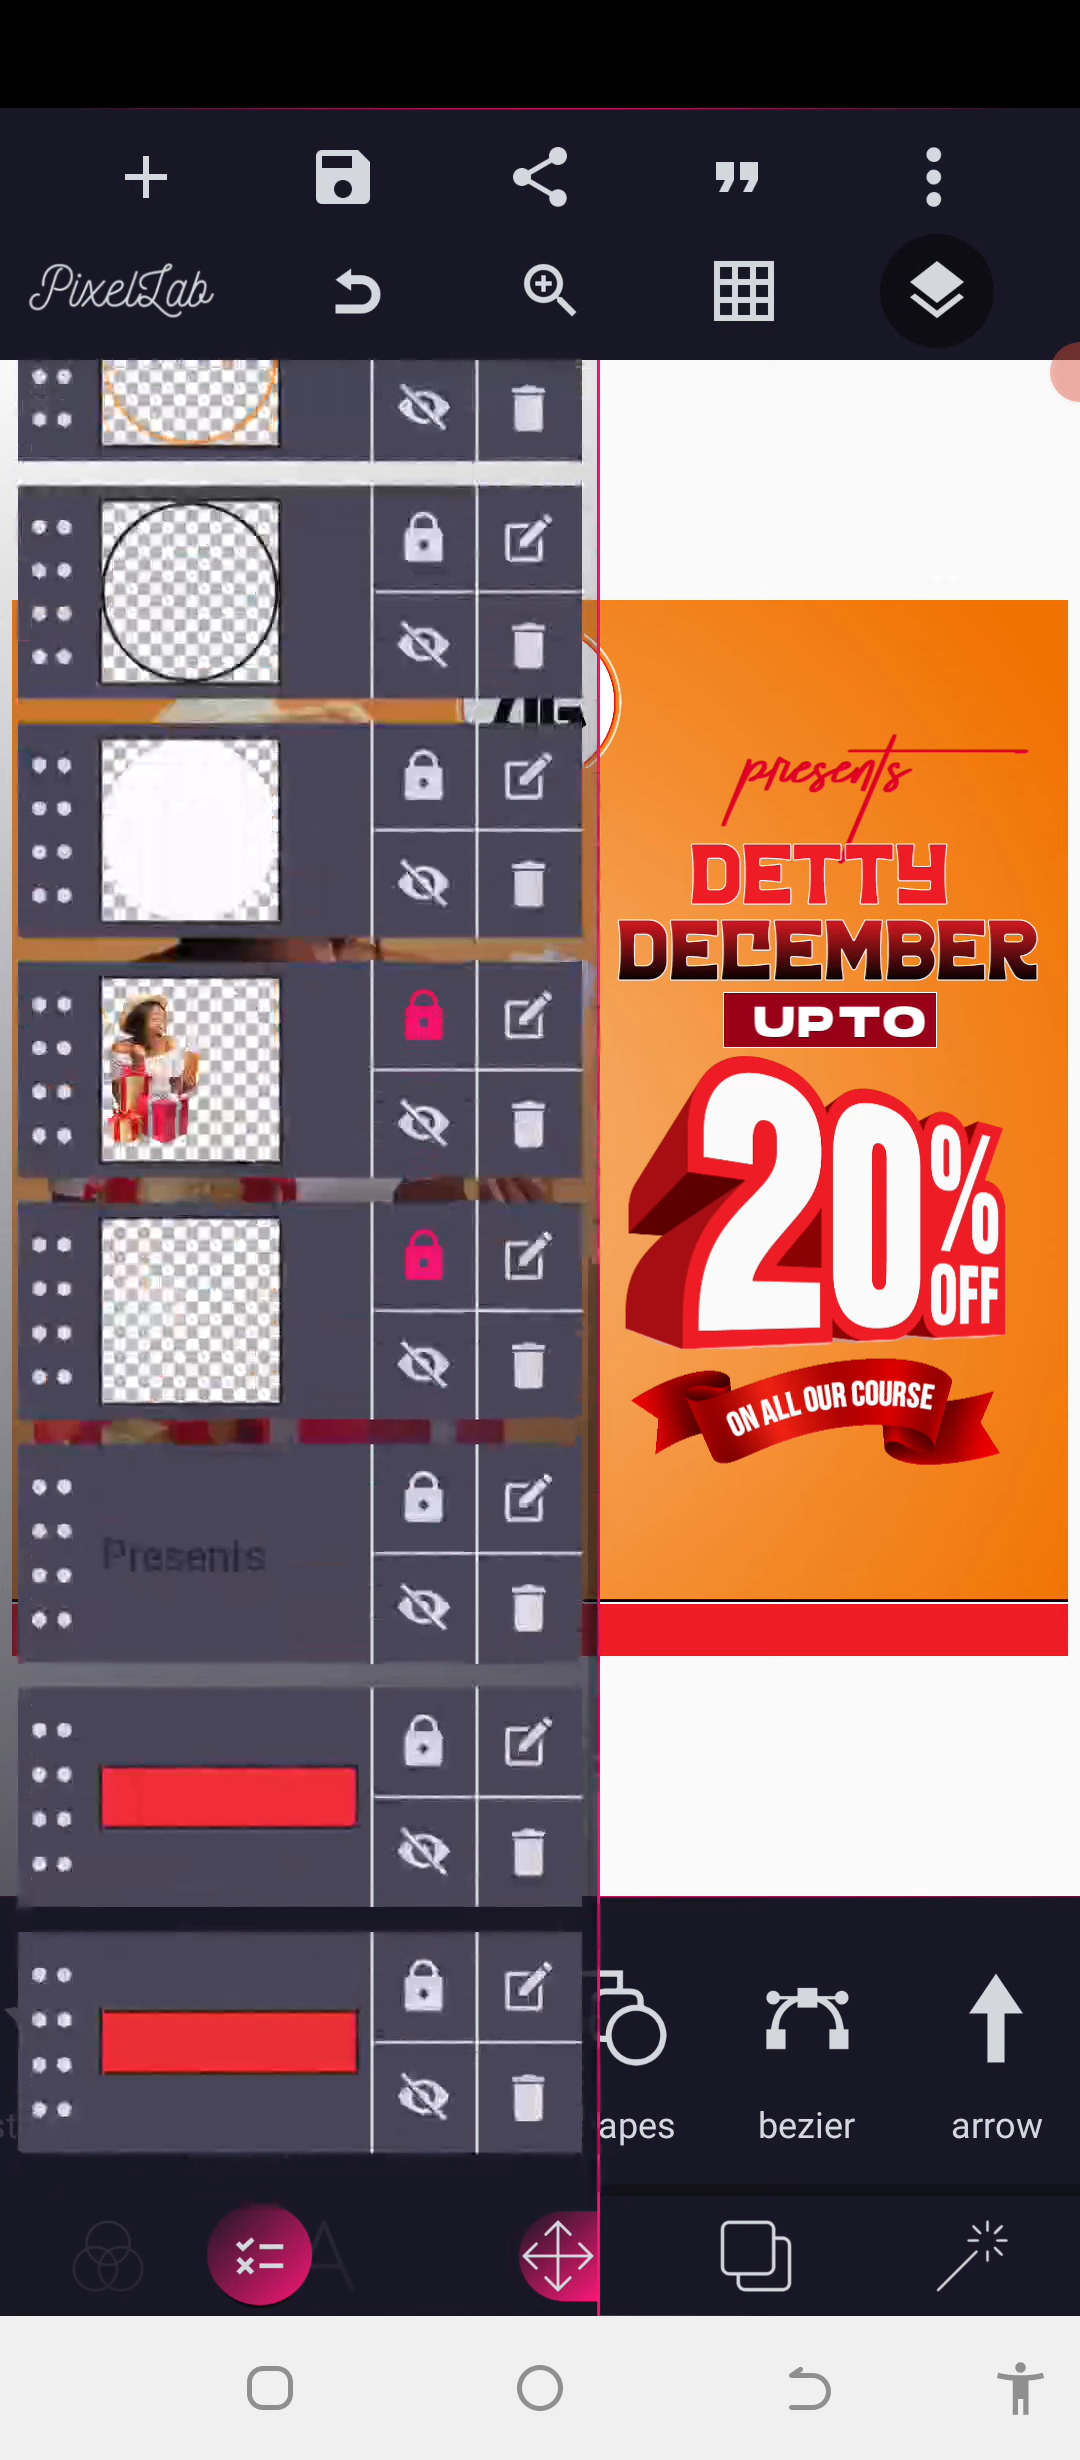 PixelLab
presents
DETTY
DECEMBER
UPTO
20%
OFF
ON ALL OUR COURSE
Presents
apes
bezier
arrow